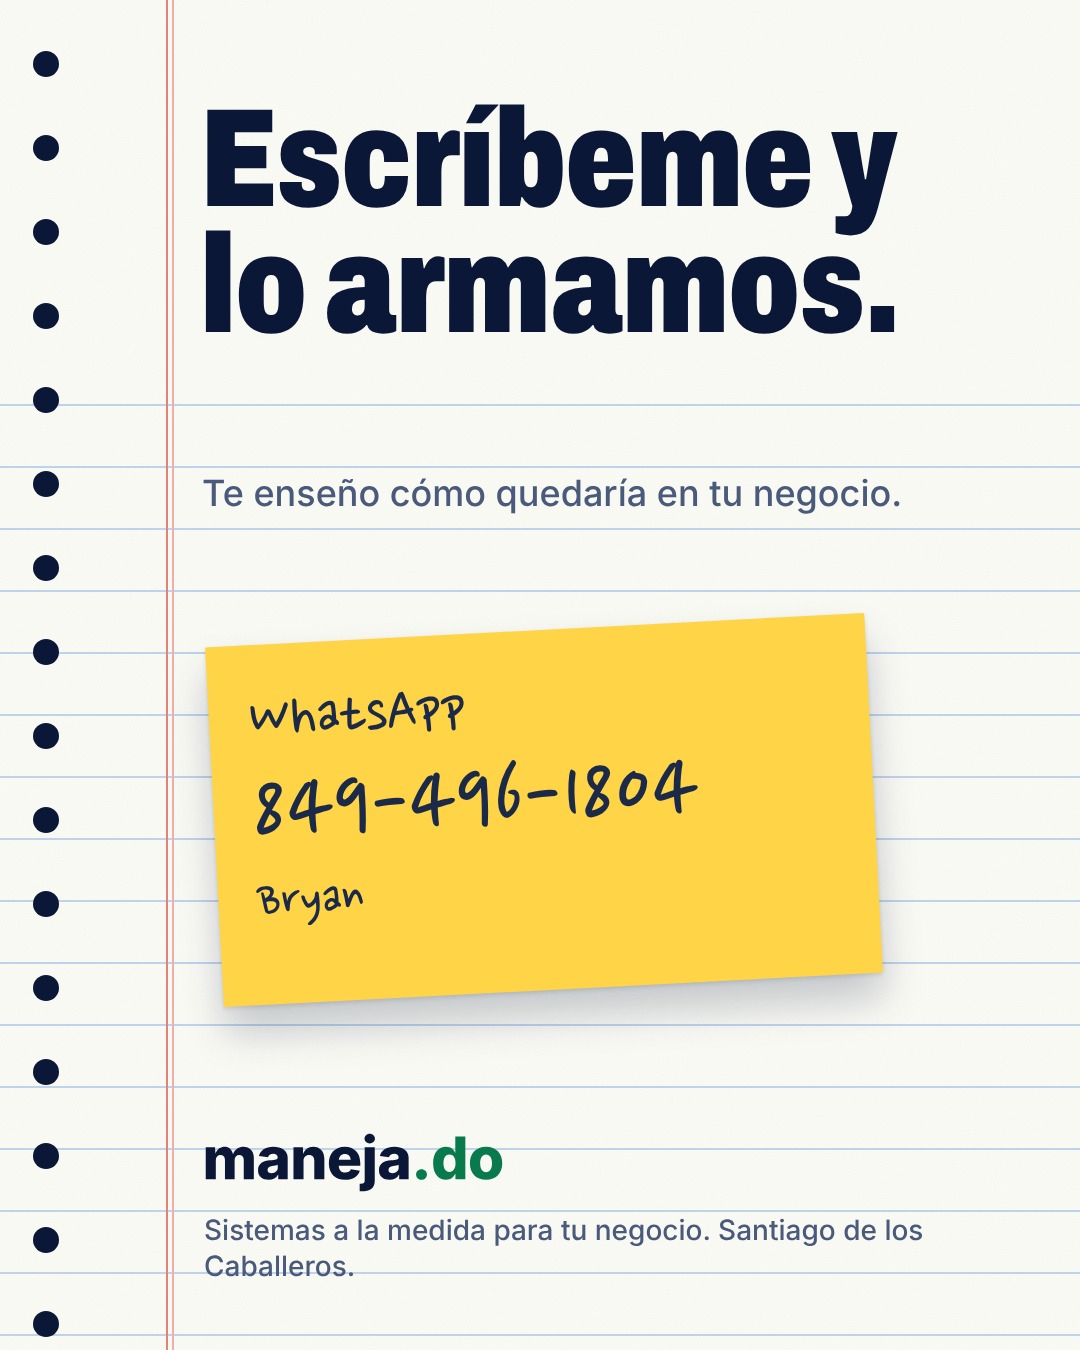 Escríbeme y
lo armamos.
Te enseño cómo quedaría en tu negocio.
WhatsApp
849-496-1804
Bryan
maneja.do
Sistemas a la medida para tu negocio. Santiago de los
Caballeros.